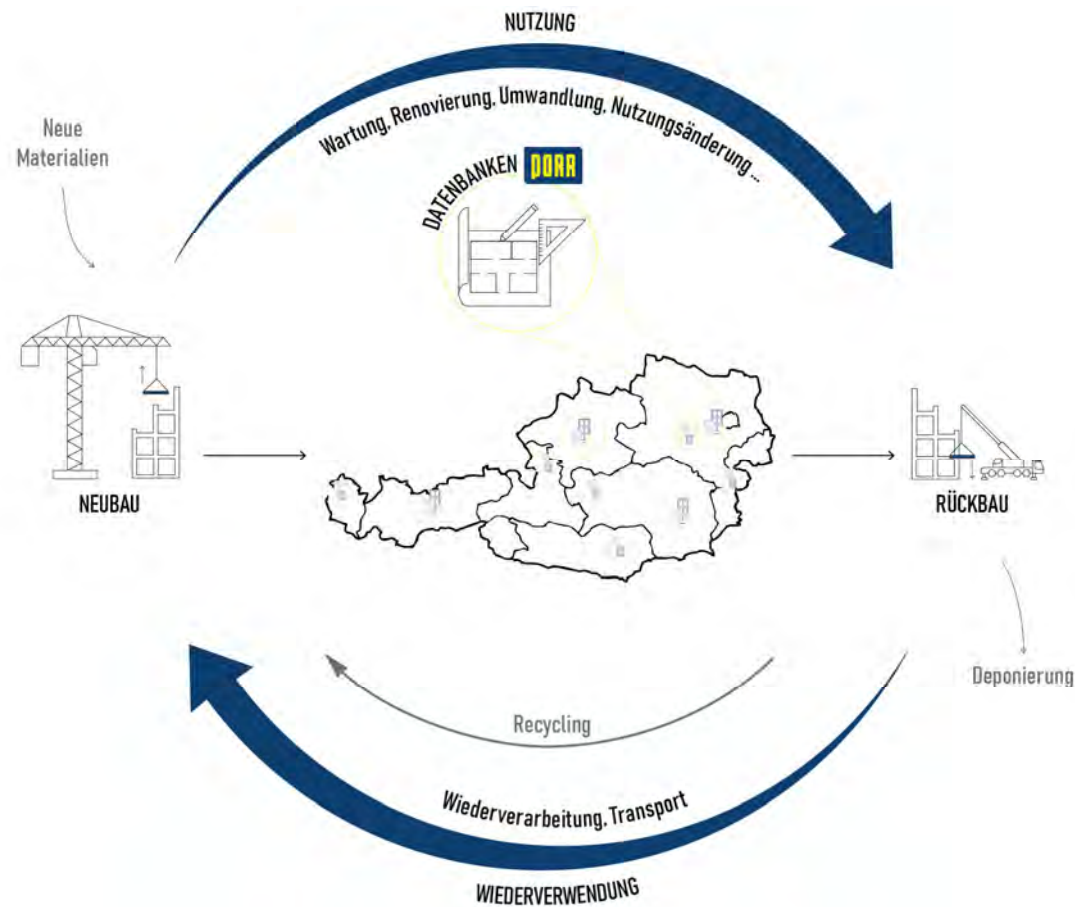 NUTZUNG
Wartung, Renovierung, Umwandlung, Nutzungsänderung ...
Neue
Materialien
DATENBANKEN PORR
NEUBAU
RÜCKBAU
Deponierung
Recycling
Wiederverarbeitung, Transport
WIEDERVERWENDUNG